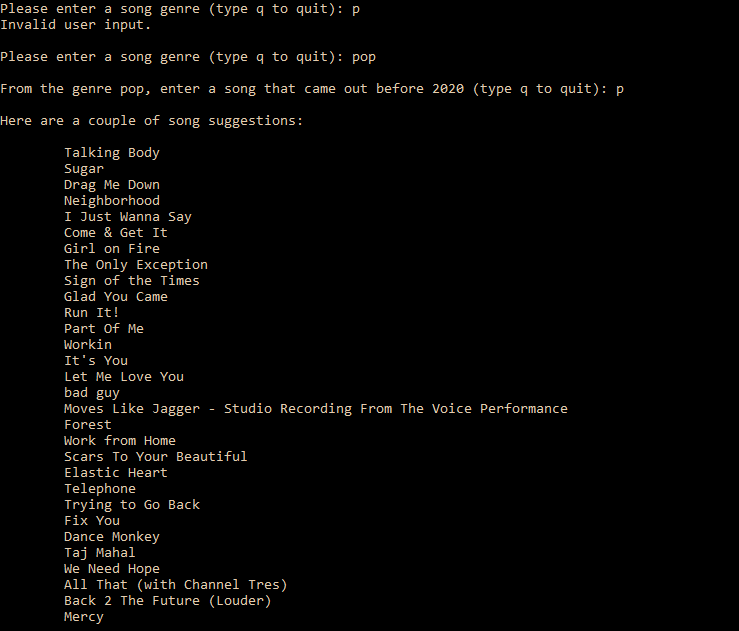 Please enter a song genre (type q to quit): p
Invalid user input.
Please enter a song genre (type q to quit): pop
From the genre pop, enter a song that came out before 2020 (type q to quit): p
Here are a couple of song suggestions:
Talking Body
Sugar
Drag Me Down
Neighborhood
I Just Wanna Say
Come & Get It
Girl on Fire
The Only Exception
Sign of the Times
Glad You Came
Run It!
Part Of Me
Workin
It's You
Let Me Love You
bad guy
Moves Like Jagger - Studio Recording From The Voice Performance
Forest
Work from Home
Scars To Your Beautiful
Elastic Heart
Telephone
Trying to Go Back
Fix You
Dance Monkey
Taj Mahal
We Need Hope
All That (with Channel Tres)
Back 2 The Future (Louder)
Mercy